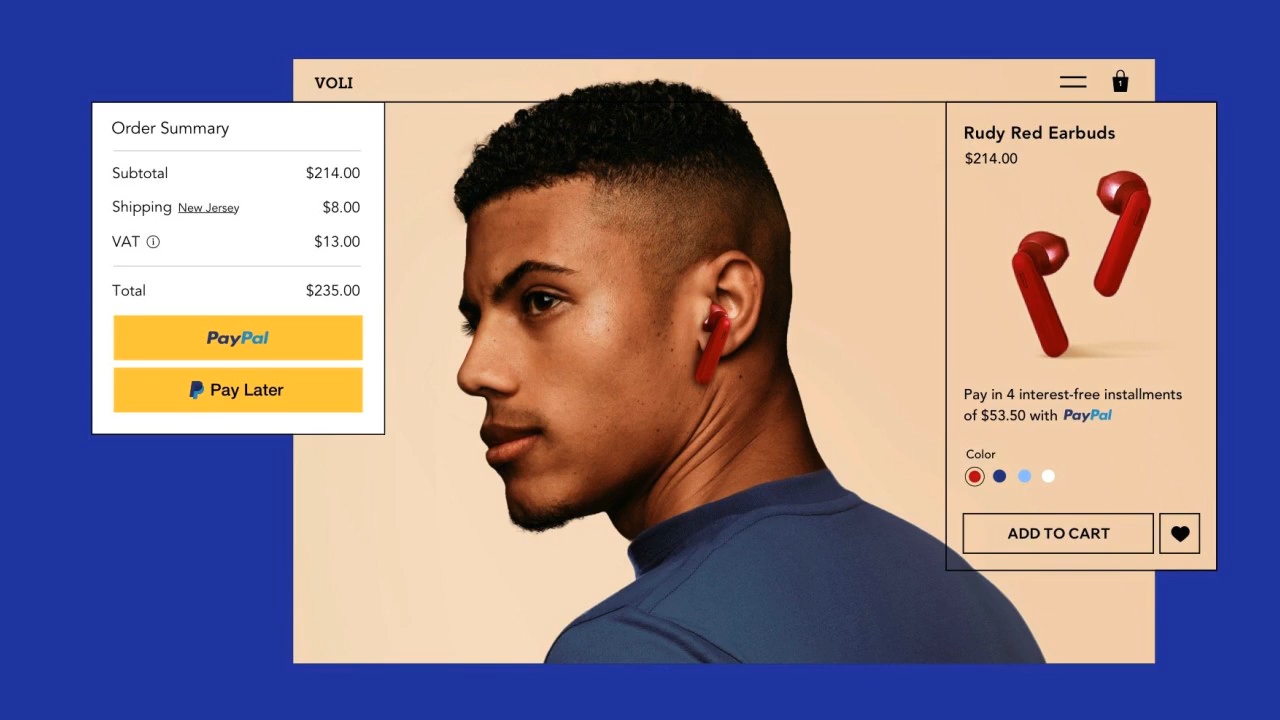 VOLI
1
Order Summary
Subtotal $214.00
Shipping New Jersey $8.00
VAT i $13.00
Total $235.00
PayPal
P Pay Later
Rudy Red Earbuds
$214.00
Pay in 4 interest-free installments
of $53.50 with PayPal
Color
ADD TO CART